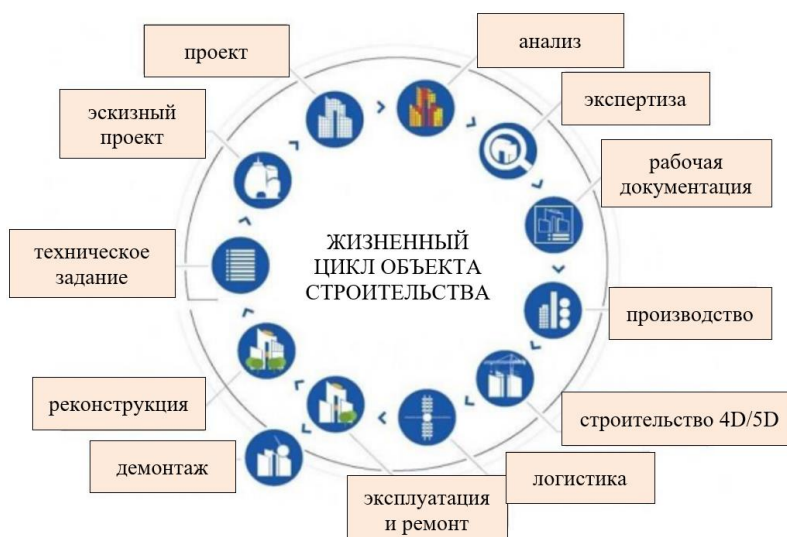 проект
анализ
экспертиза
эскизный
проект
рабочая
документация
техническое
задание
ЖИЗНЕННЫЙ
ЦИКЛ ОБЪЕКТА
СТРОИТЕЛЬСТВА
производство
реконструкция
строительство 4D/5D
демонтаж
логистика
эксплуатация
и ремонт